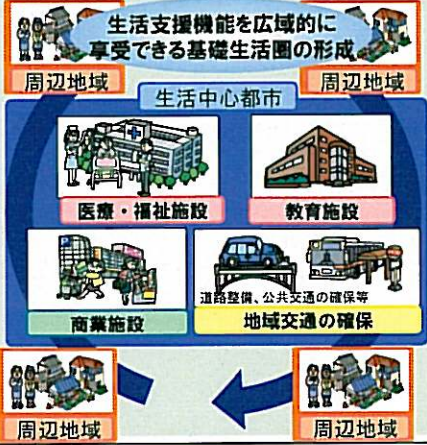 生活支援機能を広域的に
享受できる基礎生活圏の形成
周辺地域
周辺地域
生活中心都市
医療・福祉施設
教育施設
道路整備、公共交通の確保等
商業施設
地域交通の確保
周辺地域
周辺地域